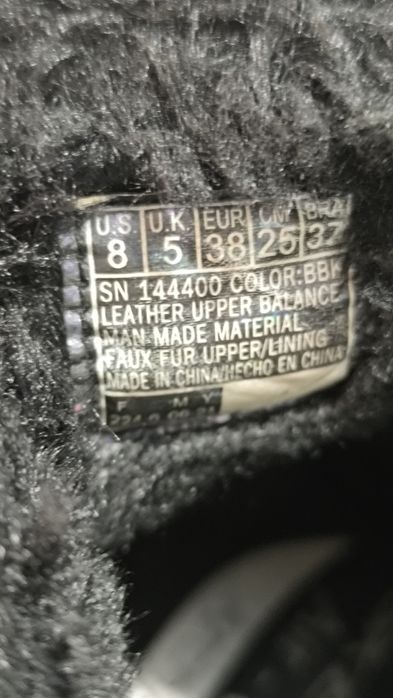 U.S. U.K. EUR CM BRA
8 5 38 25 37
SN 144400 COLOR:BBK
LEATHER UPPER BALANCE
MAN MADE MATERIAL
FAUX FUR UPPER/LINING
MADE IN CHINA/HECHO EN CHINA
F M Y